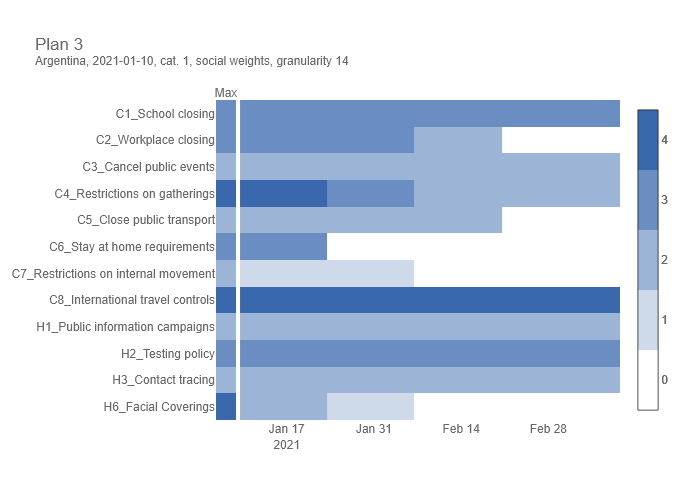 Plan 3
Argentina, 2021-01-10, cat. 1, social weights, granularity 14
Max
C1_School closing
C2_Workplace closing
C3_Cancel public events
C4_Restrictions on gatherings
C5_Close public transport
C6_Stay at home requirements
C7_Restrictions on internal movement
C8_International travel controls
H1_Public information campaigns
H2_Testing policy
H3_Contact tracing
H6_Facial Coverings
Jan 17
2021
Jan 31
Feb 14
Feb 28
4
3
2
1
0